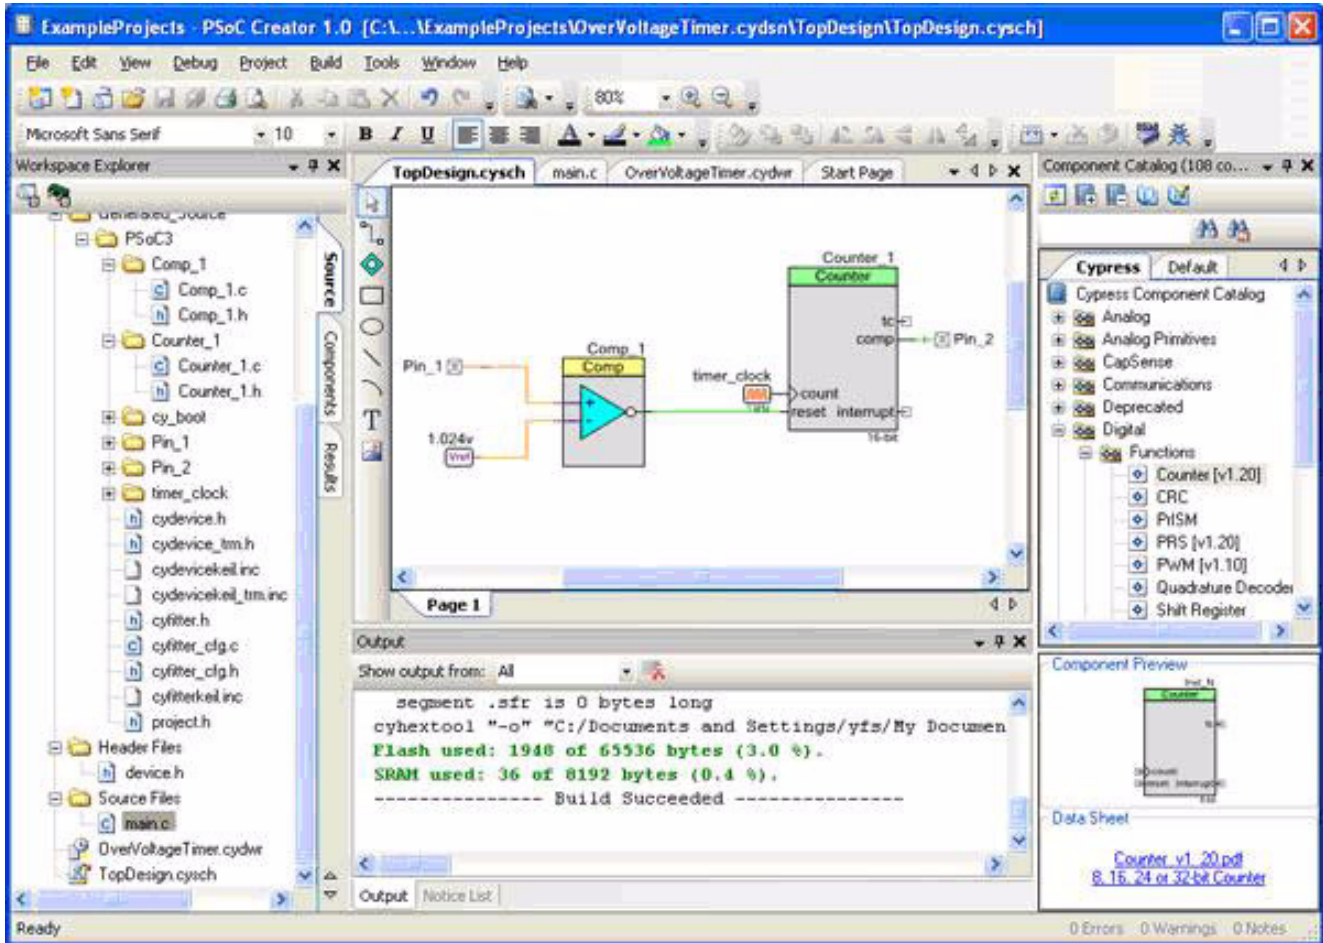 ExampleProjects - PSoC Creator 1.0 [C:\...\ExampleProjects\OverVoltageTimer.cydsn\TopDesign\TopDesign.cysch]
File Edit View Debug Project Build Tools Window Help
80%
Microsoft Sans Serif 10 B I U A
Workspace Explorer
Generated_Source
PSoC3
Comp_1
Comp_1.c
Comp_1.h
Counter_1
Counter_1.c
Counter_1.h
cy_boot
Pin_1
Pin_2
timer_clock
cydevice.h
cydevice_trm.h
cydevicekeil.inc
cydevicekeil_trm.inc
cyfitter.h
cyfitter_cfg.c
cyfitter_cfg.h
cyfitterkeil.inc
project.h
Header Files
device.h
Source Files
main.c
OverVoltageTimer.cydwr
TopDesign.cysch
Source
Components
Results
TopDesign.cysch main.c OverVoltageTimer.cydwr Start Page
T
Pin_1
1.024v
Vref
Comp_1
Comp
+
-
timer_clock
Counter_1
Counter
tc
comp
count
reset interrupt
16-bit
Pin_2
Page 1
Output
Show output from: All
segment .sfr is 0 bytes long
cyhextool "-o" "C:/Documents and Settings/yfs/My Documen
Flash used: 1948 of 65536 bytes (3.0 %).
SRAM used: 36 of 8192 bytes (0.4 %).
--------------- Build Succeeded ---------------
Output Notice List
Component Catalog (108 co...
Cypress Default
Cypress Component Catalog
Analog
Analog Primitives
CapSense
Communications
Deprecated
Digital
Functions
Counter [v1.20]
CRC
PrISM
PRS [v1.20]
PWM [v1.10]
Quadrature Decoder
Shift Register
Component Preview
Inst_N
Counter
Data Sheet
Counter_v1_20.pdf
8, 16, 24 or 32-bit Counter
Ready
0 Errors 0 Warnings 0 Notes